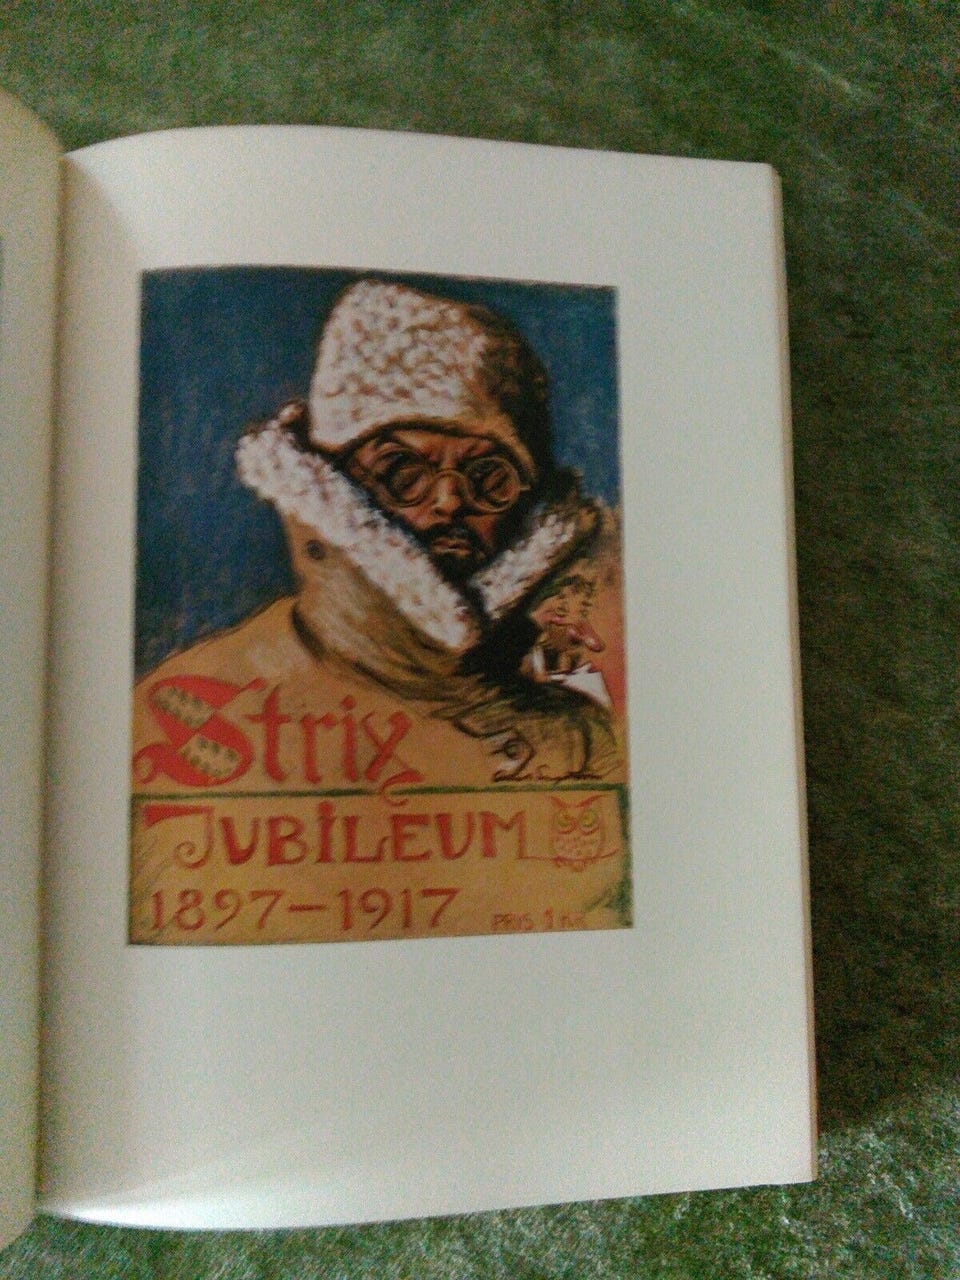 Strix
JUBILEUM
1897–1917
PRIS 1 Kr.